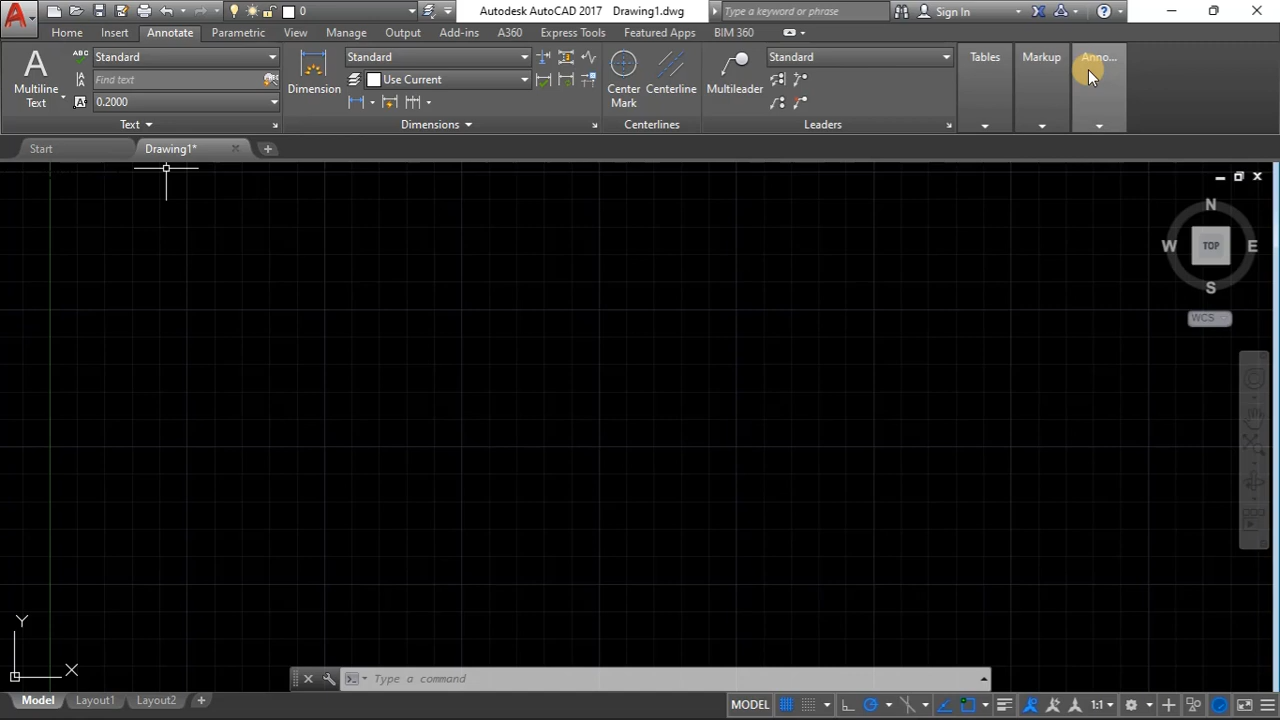 0
Autodesk AutoCAD 2017 Drawing1.dwg
Type a keyword or phrase
Sign In
Home Insert Annotate Parametric View Manage Output Add-ins A360 Express Tools Featured Apps BIM 360
Multiline
Text
Standard
Find text
0.2000
Text
Dimension
Standard
Use Current
Dimensions
Center
Mark
Centerline
Centerlines
Multileader
Standard
Leaders
Tables
Markup
Anno...
Start
Drawing1*
N
W TOP E
S
WCS
Y
X
Type a command
Model Layout1 Layout2
MODEL 1:1